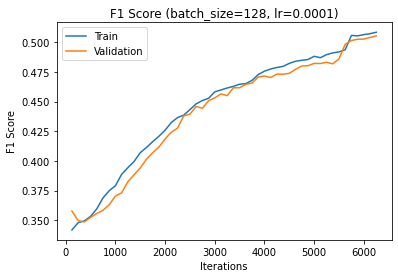 F1 Score (batch_size=128, lr=0.0001)
Train
Validation
0.500
0.475
0.450
0.425
0.400
0.375
0.350
F1 Score
0 1000 2000 3000 4000 5000 6000
Iterations